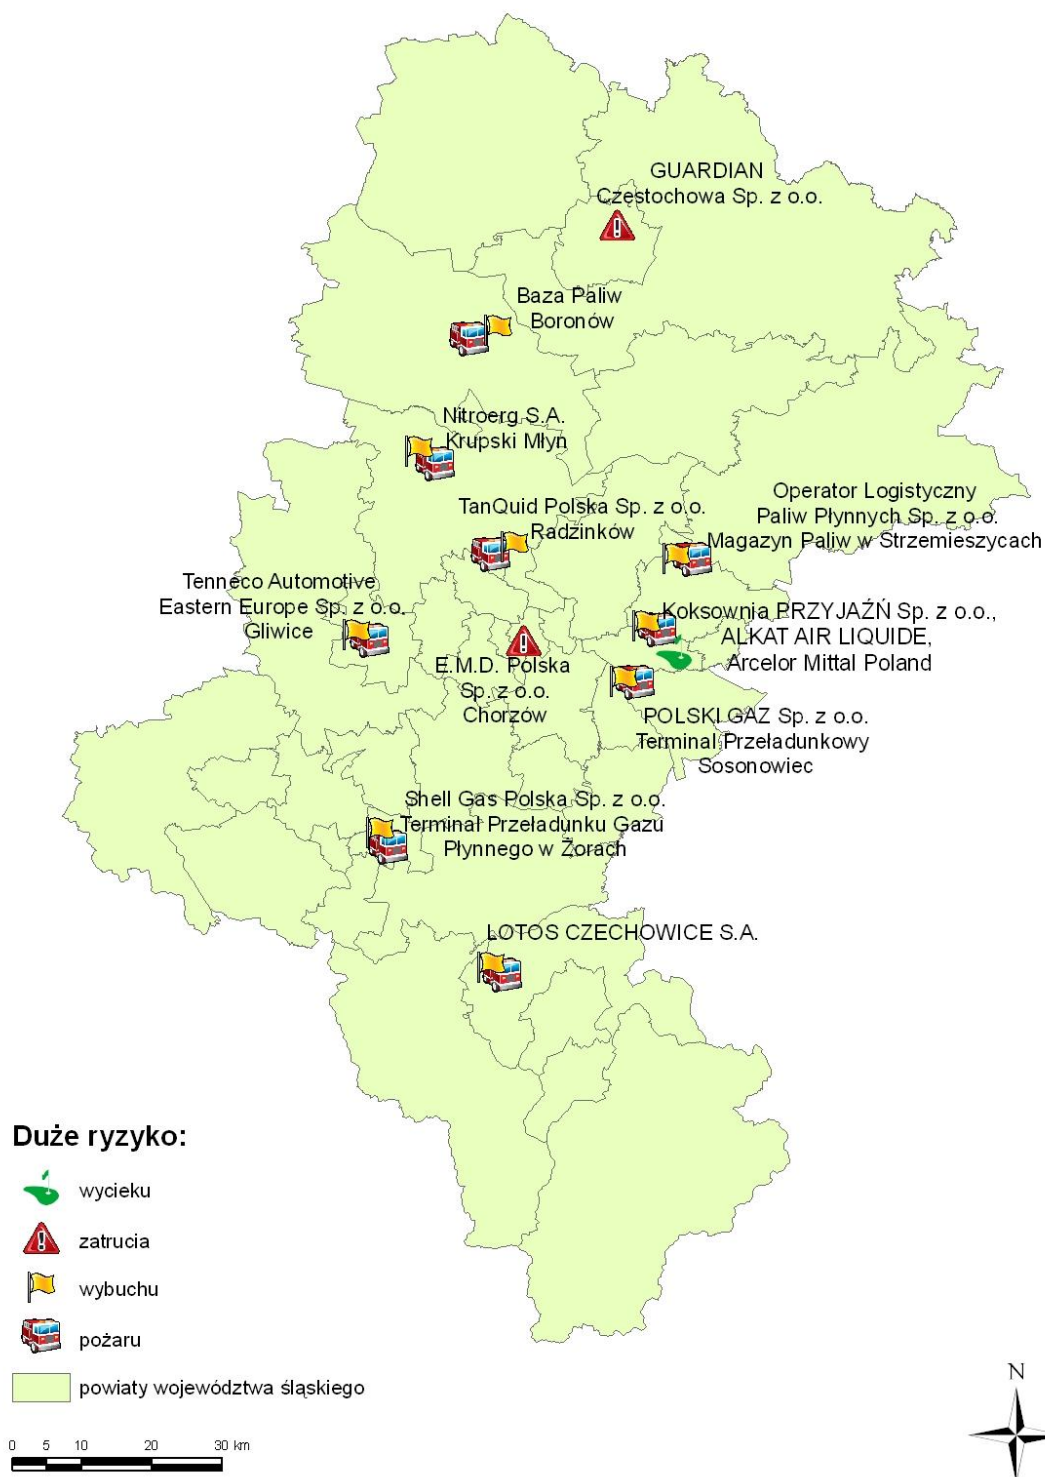 GUARDIAN
Częstochowa Sp. z o.o.
Baza Paliw
Boronów
Nitroerg S.A.
Krupski Młyn
TanQuid Polska Sp. z o.o.
Radzinków
Operator Logistyczny
Paliw Płynnych Sp. z o.o.
Magazyn Paliw w Strzemieszycach
Tenneco Automotive
Eastern Europe Sp. z o.o.
Gliwice
Koksownia PRZYJAŹŃ Sp. z o.o.,
ALKAT AIR LIQUIDE,
Arcelor Mittal Poland
E.M.D. Polska
Sp. z o.o.
Chorzów
POLSKI GAZ Sp. z o.o.
Terminal Przeładunkowy
Sosonowiec
Shell Gas Polska Sp. z o.o.
Terminal Przeładunku Gazu
Płynnego w Żorach
LOTOS CZECHOWICE S.A.
Duże ryzyko:
wycieku
zatrucia
wybuchu
pożaru
powiaty województwa śląskiego
0 5 10 20 30 km
N